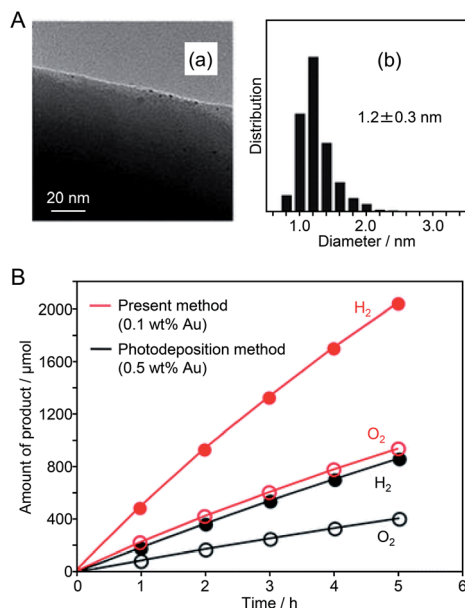 A
(a)
20 nm
(b)
1.2±0.3 nm
Distribution
1.0 2.0 3.0
Diameter / nm
B
Present method
(0.1 wt% Au)
Photodeposition method
(0.5 wt% Au)
H₂
O₂
H₂
O₂
Amount of product / μmol
2000
1600
1200
800
400
0
0 1 2 3 4 5 6
Time / h